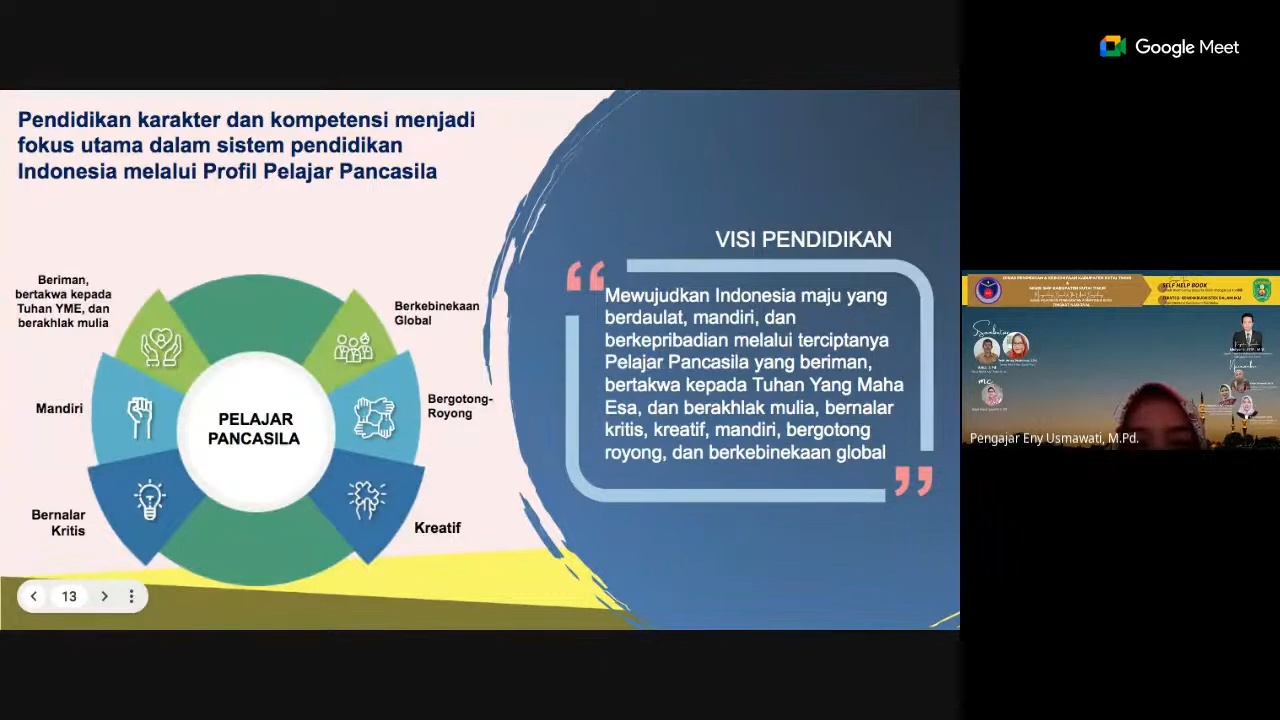 Google Meet
Pendidikan karakter dan kompetensi menjadi
fokus utama dalam sistem pendidikan
Indonesia melalui Profil Pelajar Pancasila
Beriman,
bertakwa kepada
Tuhan YME, dan
berakhlak mulia
Mandiri
Bernalar
Kritis
PELAJAR
PANCASILA
Berkebinekaan
Global
Bergotong-
Royong
Kreatif
VISI PENDIDIKAN
“
Mewujudkan Indonesia maju yang
berdaulat, mandiri, dan
berkepribadian melalui terciptanya
Pelajar Pancasila yang beriman,
bertakwa kepada Tuhan Yang Maha
Esa, dan berakhlak mulia, bernalar
kritis, kreatif, mandiri, bergotong
royong, dan berkebinekaan global
”
13
SELF HELP BOOK
Sambutan
MC
Pengajar Eny Usmawati, M.Pd.